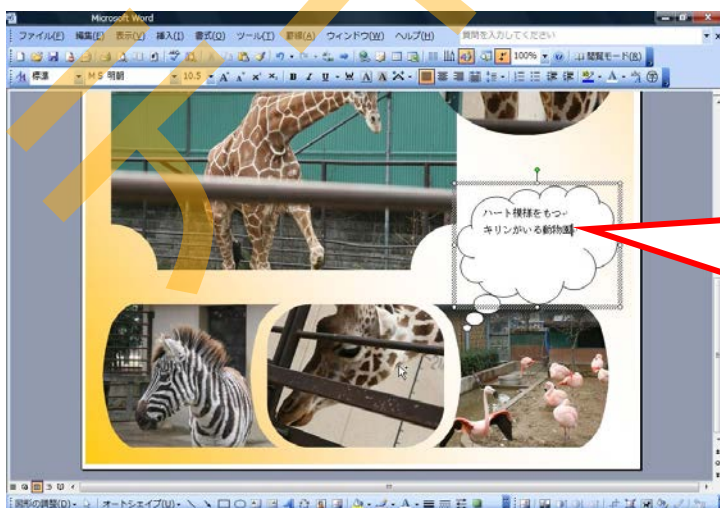 Microsoft Word
ファイル(F) 編集(E) 表示(V) 挿入(I) 書式(O) ツール(T) 罫線(A) ウィンドウ(W) ヘルプ(H) 質問を入力してください
100% 閲覧モード(R)
標準 MS 明朝 10.5 B I U A A A
ハート模様をもつ
キリンがいる動物園
図形の調整(D) オートシェイプ(U) A